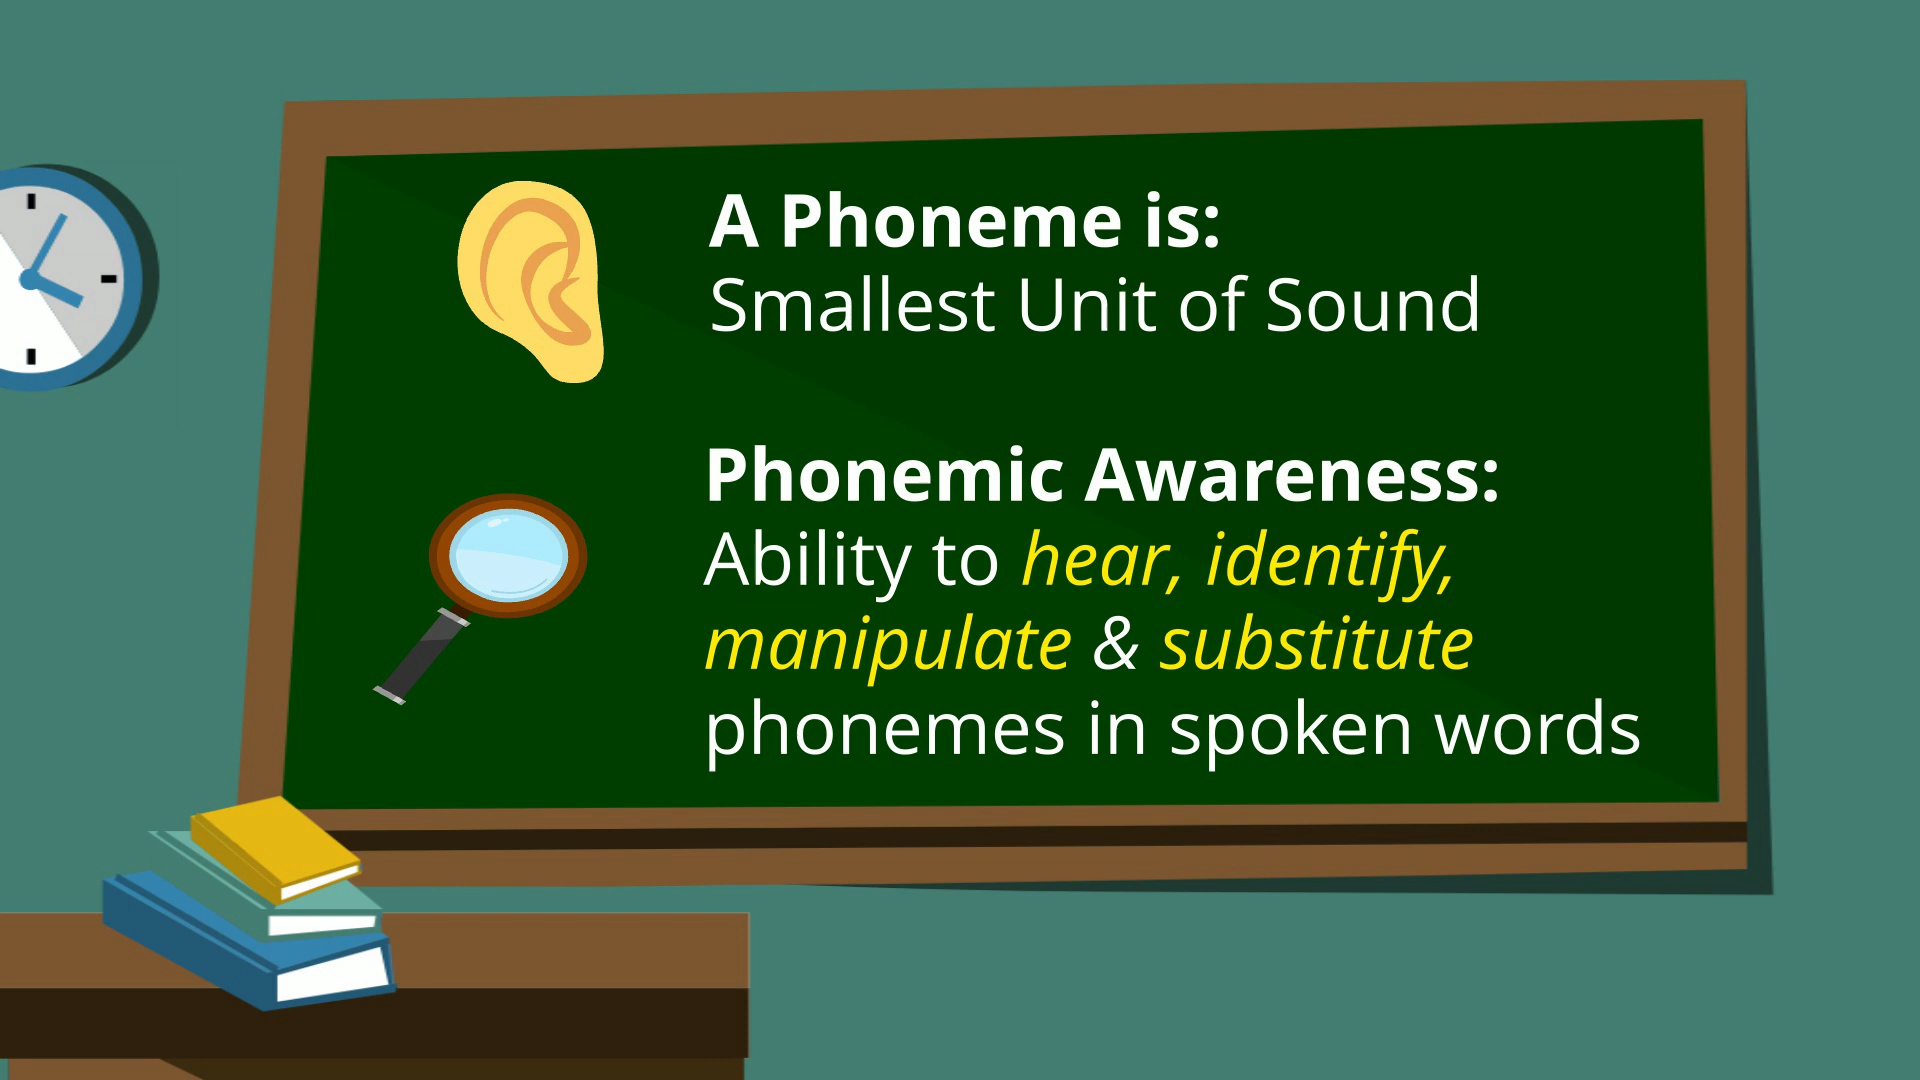 A Phoneme is:
Smallest Unit of Sound
Phonemic Awareness:
Ability to hear, identify,
manipulate & substitute
phonemes in spoken words